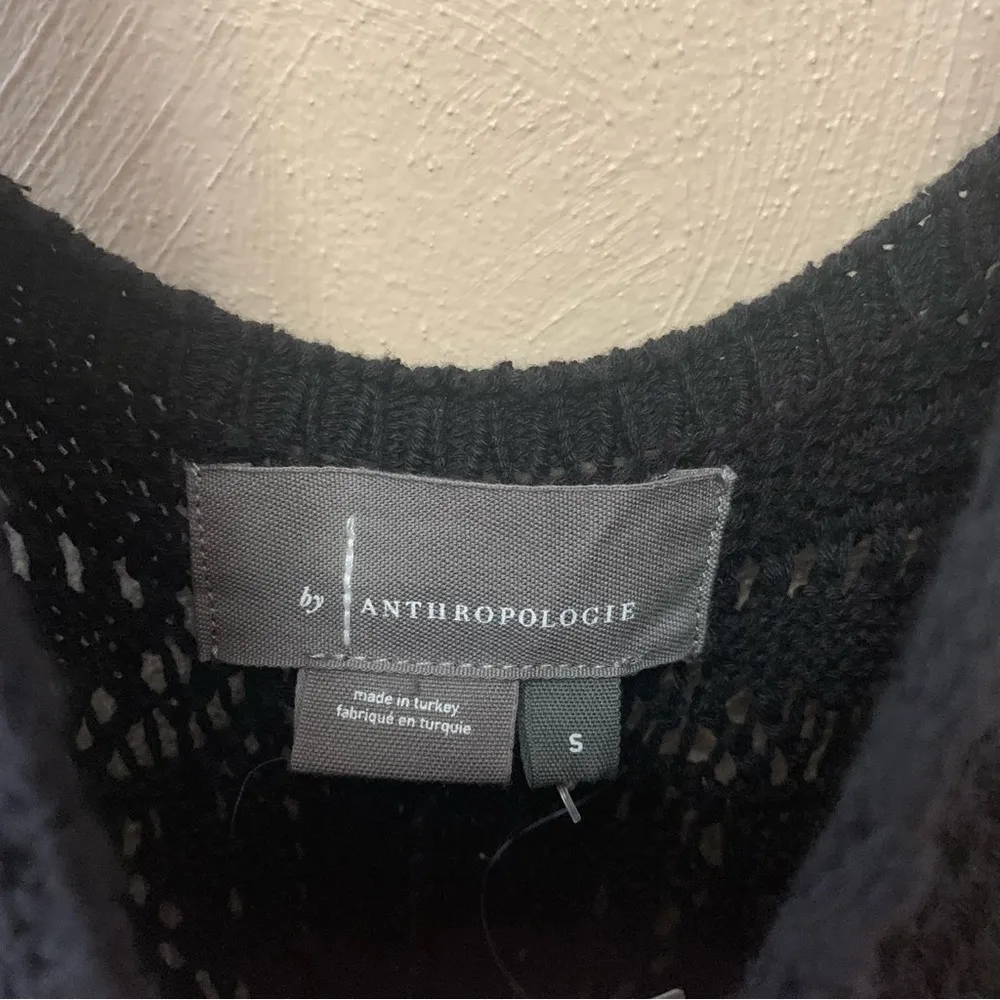 by ANTHROPOLOGIE
made in turkey
fabriqué en turquie
S